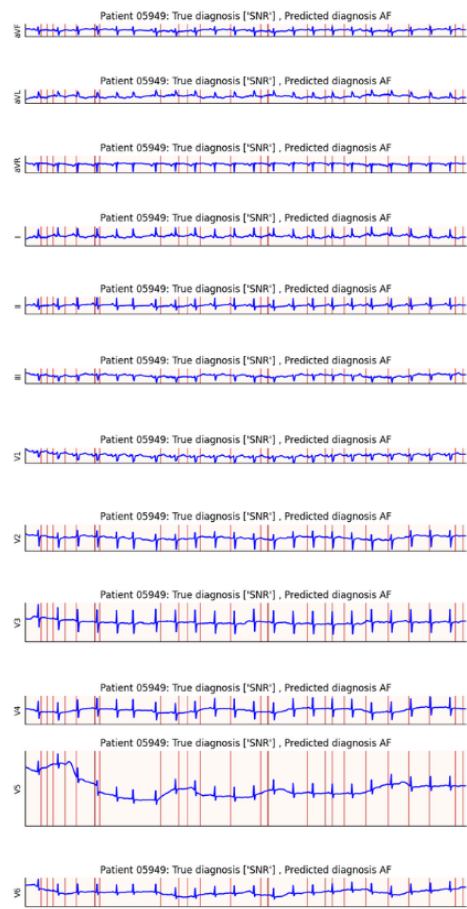 Patient 05949: True diagnosis ['SNR'] , Predicted diagnosis AF
aVF
Patient 05949: True diagnosis ['SNR'] , Predicted diagnosis AF
aVL
Patient 05949: True diagnosis ['SNR'] , Predicted diagnosis AF
aVR
Patient 05949: True diagnosis ['SNR'] , Predicted diagnosis AF
I
Patient 05949: True diagnosis ['SNR'] , Predicted diagnosis AF
II
Patient 05949: True diagnosis ['SNR'] , Predicted diagnosis AF
III
Patient 05949: True diagnosis ['SNR'] , Predicted diagnosis AF
V1
Patient 05949: True diagnosis ['SNR'] , Predicted diagnosis AF
V2
Patient 05949: True diagnosis ['SNR'] , Predicted diagnosis AF
V3
Patient 05949: True diagnosis ['SNR'] , Predicted diagnosis AF
V4
Patient 05949: True diagnosis ['SNR'] , Predicted diagnosis AF
V5
Patient 05949: True diagnosis ['SNR'] , Predicted diagnosis AF
V6